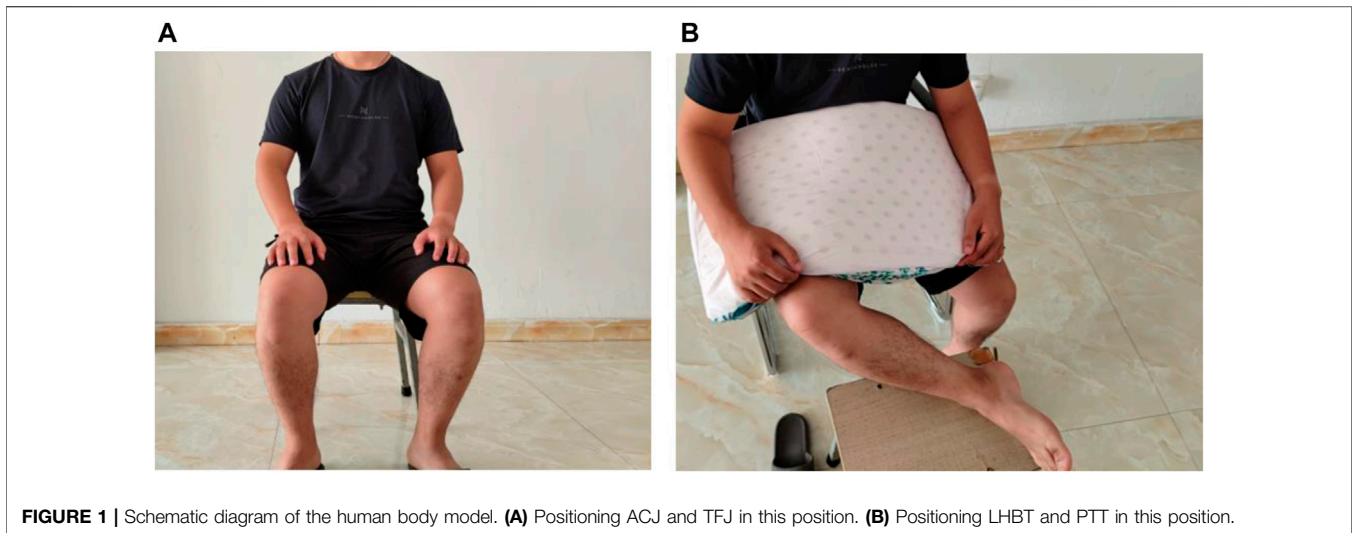 A
B
FIGURE 1 | Schematic diagram of the human body model. (A) Positioning ACJ and TFJ in this position. (B) Positioning LHBT and PTT in this position.